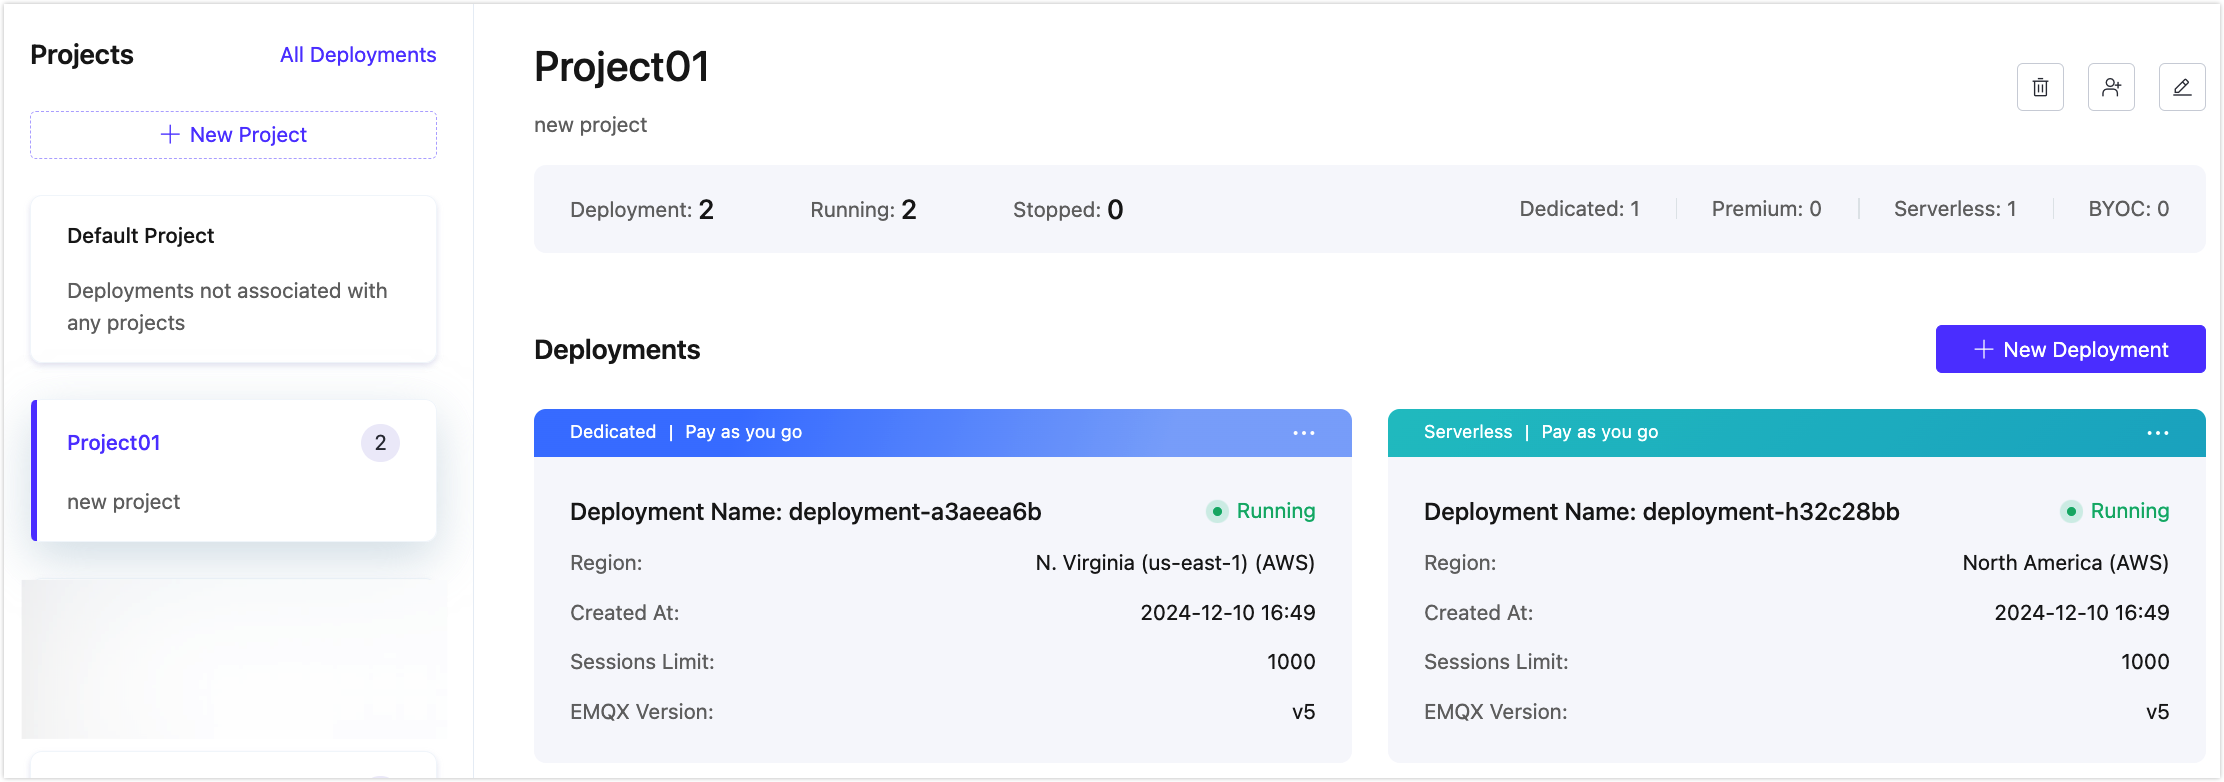 Projects
All Deployments
New Project
Default Project
Deployments not associated with
any projects
Project01
2
new project
Project01
new project
Deployment: 2
Running: 2
Stopped: 0
Dedicated: 1
Premium: 0
Serverless: 1
BYOC: 0
Deployments
New Deployment
Dedicated | Pay as you go
Deployment Name: deployment-a3aeea6b
Running
Region: N. Virginia (us-east-1) (AWS)
Created At: 2024-12-10 16:49
Sessions Limit: 1000
EMQX Version: v5
Serverless | Pay as you go
Deployment Name: deployment-h32c28bb
Running
Region: North America (AWS)
Created At: 2024-12-10 16:49
Sessions Limit: 1000
EMQX Version: v5